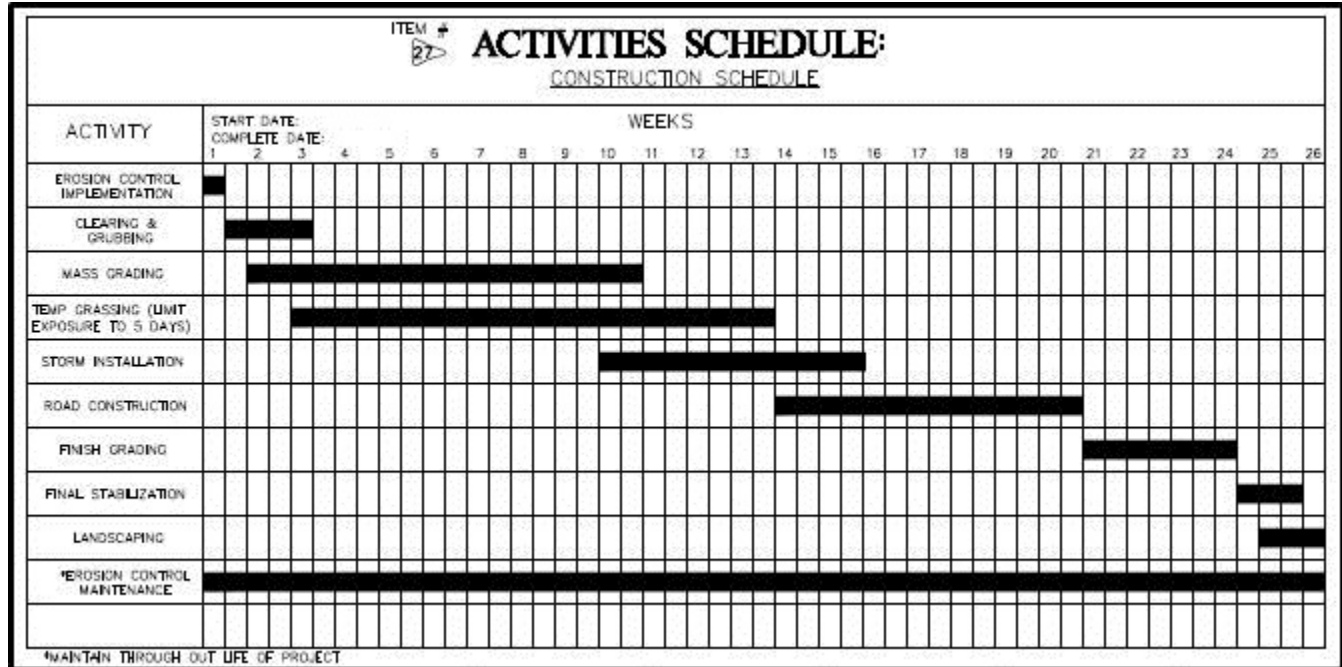 ITEM #
27
ACTIVITIES SCHEDULE:
CONSTRUCTION SCHEDULE
ACTIVITY
START DATE:
COMPLETE DATE:
WEEKS
1 2 3 4 5 6 7 8 9 10 11 12 13 14 15 16 17 18 19 20 21 22 23 24 25 26
EROSION CONTROL
IMPLEMENTATION
CLEARING &
GRUBBING
MASS GRADING
TEMP GRASSING (LIMIT
EXPOSURE TO 5 DAYS)
STORM INSTALLATION
ROAD CONSTRUCTION
FINISH GRADING
FINAL STABILIZATION
LANDSCAPING
*EROSION CONTROL
MAINTENANCE
*MAINTAIN THROUGH OUT LIFE OF PROJECT